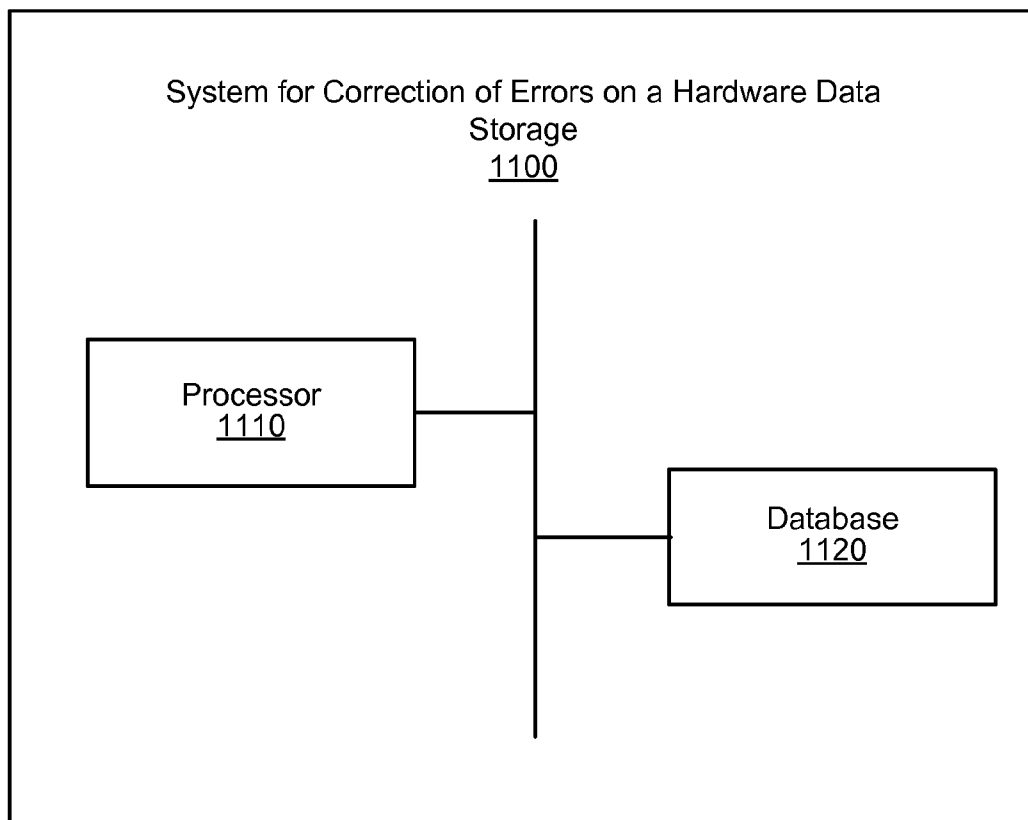 System for Correction of Errors on a Hardware Data
Storage
1100
Processor
1110
Database
1120